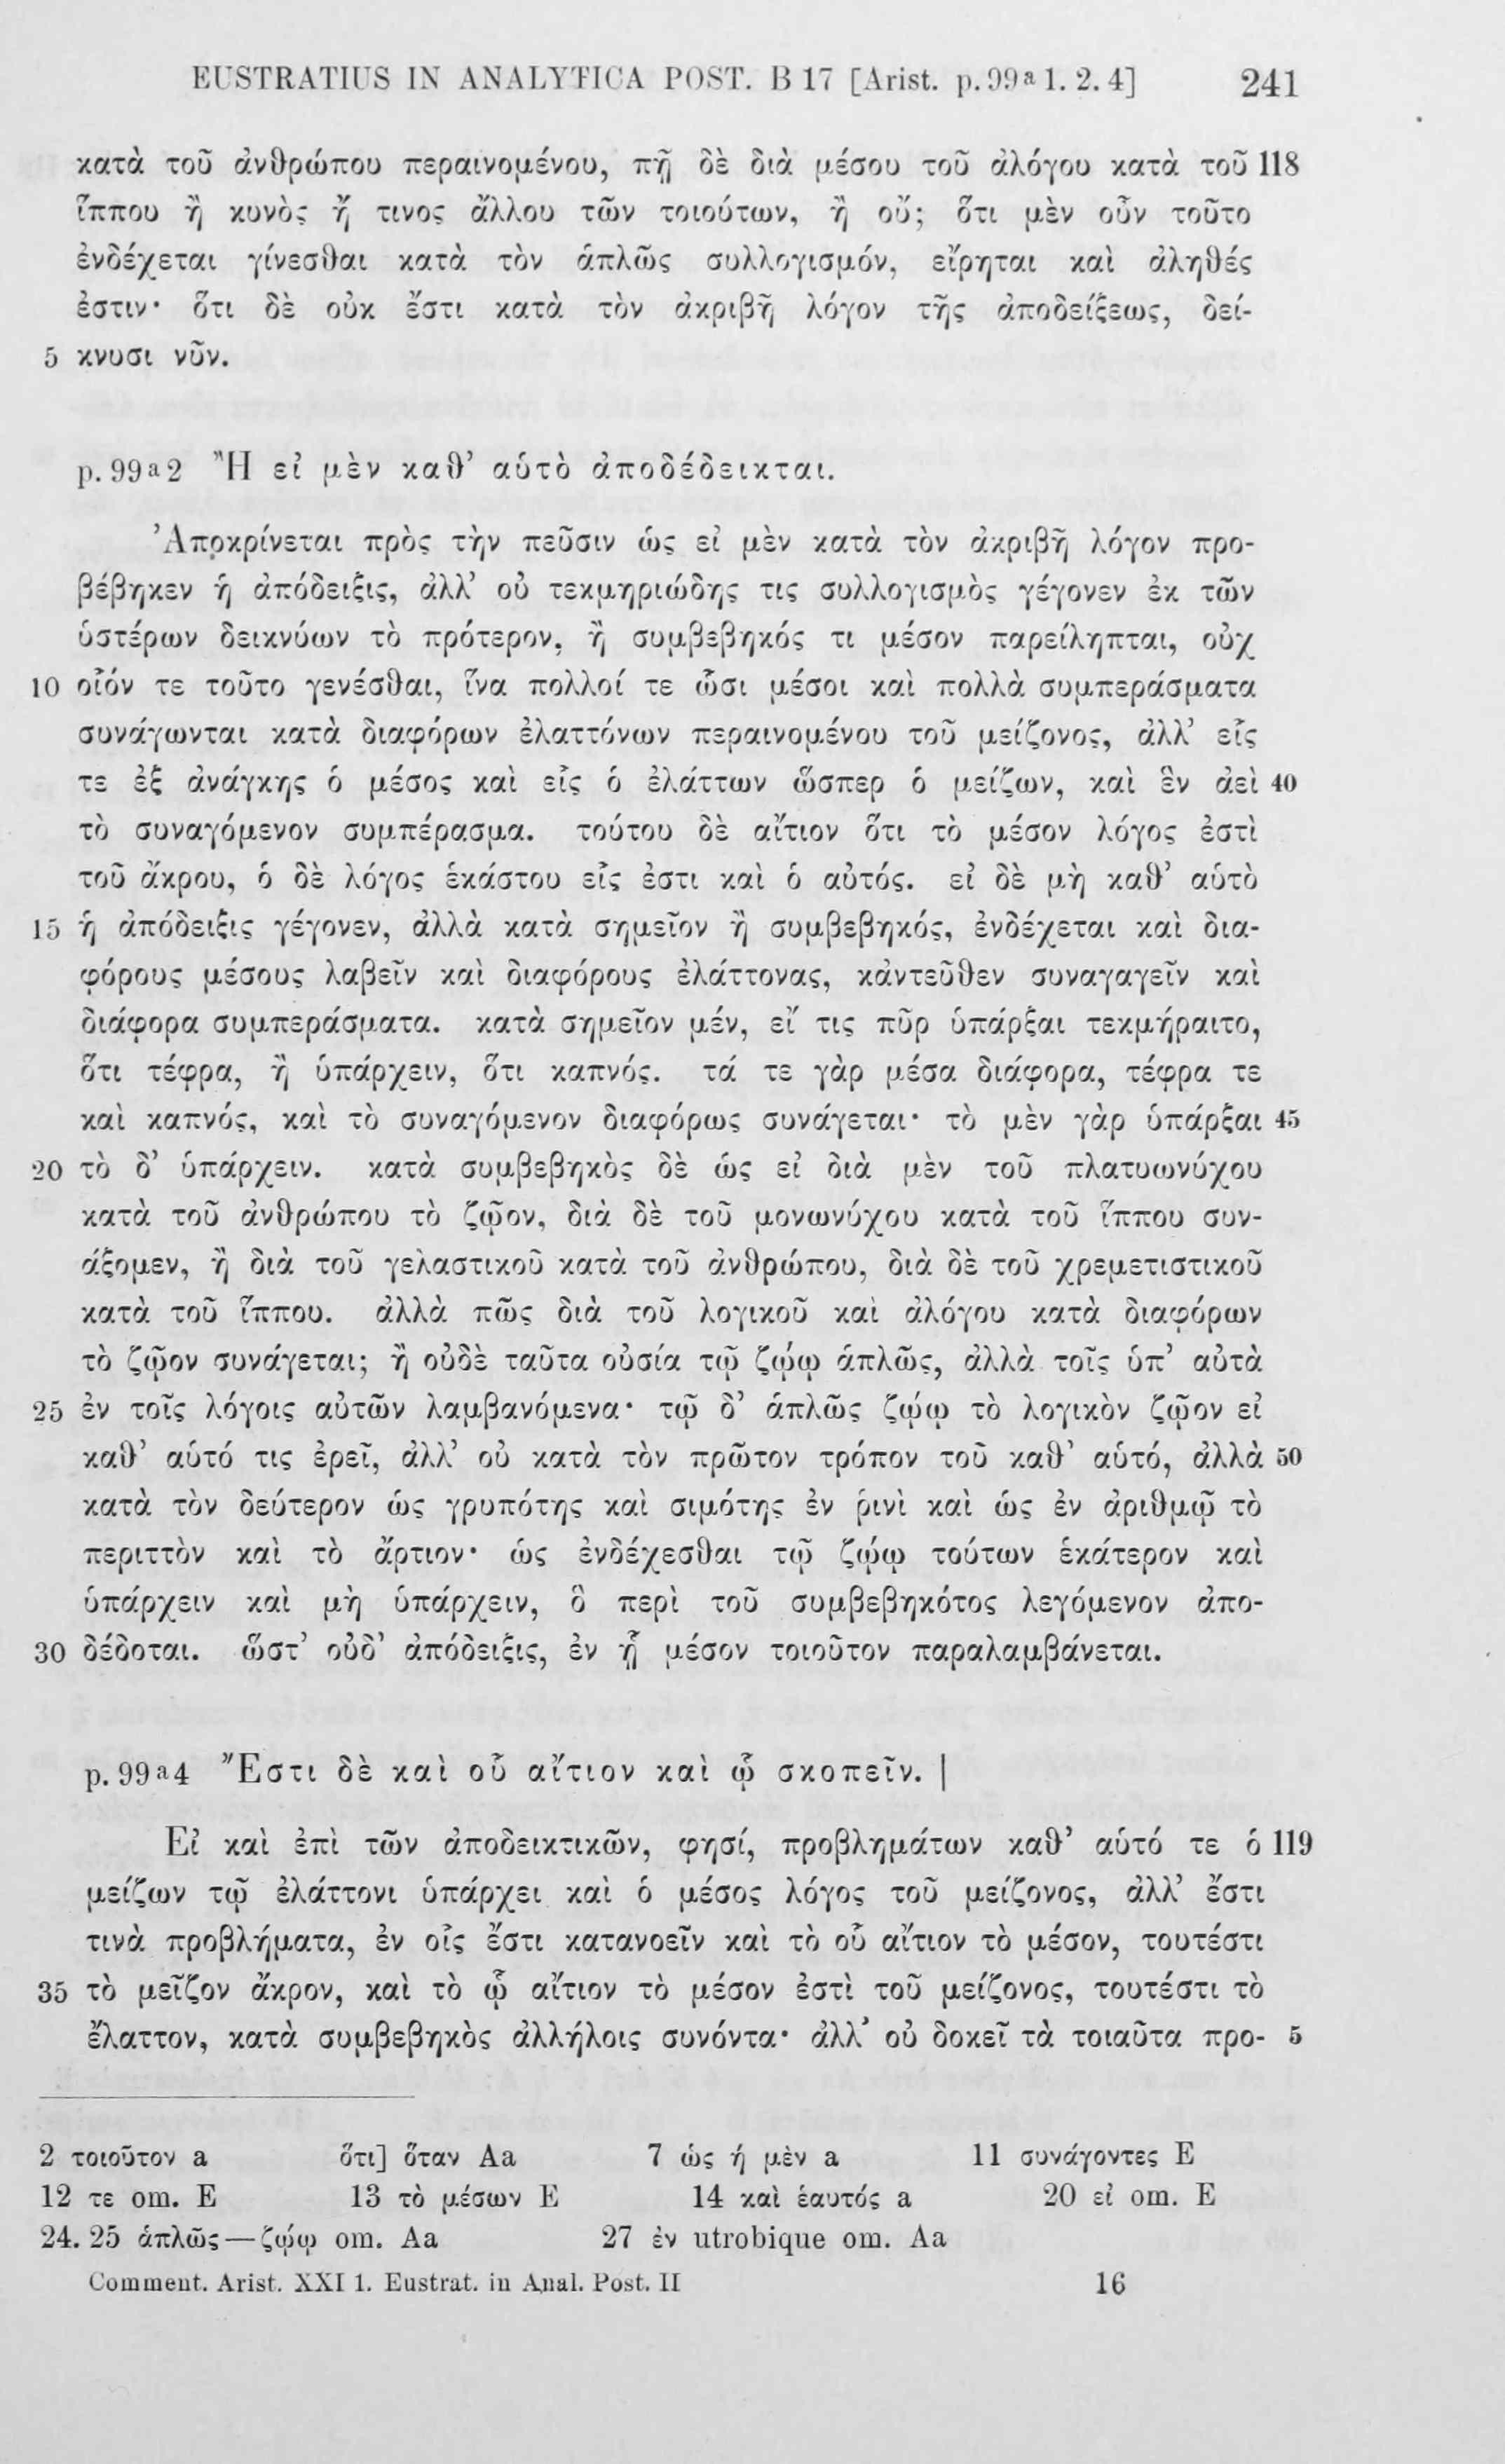 EUSTRATIUS IN ANALYTICA POST. B 17 [Arist. p. 99ᵃ 1. 2. 4] 241
κατὰ τοῦ ἀνθρώπου περαινομένου, πῇ δὲ διὰ μέσου τοῦ ἀλόγου κατὰ τοῦ 118
ἵππου ἢ κυνὸς ἤ τινος ἄλλου τῶν τοιούτων, ἢ οὔ; ὅτι μὲν οὖν τοῦτο
ἐνδέχεται γίνεσθαι κατὰ τὸν ἁπλῶς συλλογισμόν, εἴρηται καὶ ἀληθές
ἐστιν· ὅτι δὲ οὐκ ἔστι κατὰ τὸν ἀκριβῆ λόγον τῆς ἀποδείξεως, δεί-
5 κνυσι νῦν.
p. 99ᵃ2 Ἢ εἰ μὲν καθ’ αὑτὸ ἀποδέδεικται.
Ἀποκρίνεται πρὸς τὴν πεῦσιν ὡς εἰ μὲν κατὰ τὸν ἀκριβῆ λόγον προ-
βέβηκεν ἡ ἀπόδειξις, ἀλλ’ οὐ τεκμηριώδης τις συλλογισμὸς γέγονεν ἐκ τῶν
ὑστέρων δεικνύων τὸ πρότερον, ἢ συμβεβηκός τι μέσον παρείληπται, οὐχ
10 οἷόν τε τοῦτο γενέσθαι, ἵνα πολλοί τε ὦσι μέσοι καὶ πολλὰ συμπεράσματα
συνάγωνται κατὰ διαφόρων ἐλαττόνων περαινομένου τοῦ μείζονος, ἀλλ’ εἷς
τε ἐξ ἀνάγκης ὁ μέσος καὶ εἷς ὁ ἐλάττων ὥσπερ ὁ μείζων, καὶ ἓν ἀεὶ 40
τὸ συναγόμενον συμπέρασμα. τούτου δὲ αἴτιον ὅτι τὸ μέσον λόγος ἐστὶ
τοῦ ἄκρου, ὁ δὲ λόγος ἑκάστου εἷς ἐστι καὶ ὁ αὐτός. εἰ δὲ μὴ καθ’ αὑτὸ
15 ἡ ἀπόδειξις γέγονεν, ἀλλὰ κατὰ σημεῖον ἢ συμβεβηκός, ἐνδέχεται καὶ δια-
φόρους μέσους λαβεῖν καὶ διαφόρους ἐλάττονας, κἀντεῦθεν συναγαγεῖν καὶ
διάφορα συμπεράσματα. κατὰ σημεῖον μέν, εἴ τις πῦρ ὑπάρξαι τεκμήραιτο,
ὅτι τέφρα, ἢ ὑπάρχειν, ὅτι καπνός. τά τε γὰρ μέσα διάφορα, τέφρα τε
καὶ καπνός, καὶ τὸ συναγόμενον διαφόρως συνάγεται· τὸ μὲν γὰρ ὑπάρξαι 45
20 τὸ δ’ ὑπάρχειν. κατὰ συμβεβηκὸς δὲ ὡς εἰ διὰ μὲν τοῦ πλατυωνύχου
κατὰ τοῦ ἀνθρώπου τὸ ζῷον, διὰ δὲ τοῦ μονωνύχου κατὰ τοῦ ἵππου συν-
άξομεν, ἢ διὰ τοῦ γελαστικοῦ κατὰ τοῦ ἀνθρώπου, διὰ δὲ τοῦ χρεμετιστικοῦ
κατὰ τοῦ ἵππου. ἀλλὰ πῶς διὰ τοῦ λογικοῦ καὶ ἀλόγου κατὰ διαφόρων
τὸ ζῷον συνάγεται; ἢ οὐδὲ ταῦτα οὐσία τῷ ζῴῳ ἁπλῶς, ἀλλὰ τοῖς ὑπ’ αὐτὰ
25 ἐν τοῖς λόγοις αὐτῶν λαμβανόμενα· τῷ δ’ ἁπλῶς ζῴῳ τὸ λογικὸν ζῷον εἰ
καθ’ αὑτό τις ἐρεῖ, ἀλλ’ οὐ κατὰ τὸν πρῶτον τρόπον τοῦ καθ’ αὑτό, ἀλλὰ 50
κατὰ τὸν δεύτερον ὡς γρυπότης καὶ σιμότης ἐν ῥινὶ καὶ ὡς ἐν ἀριθμῷ τὸ
περιττὸν καὶ τὸ ἄρτιον· ὡς ἐνδέχεσθαι τῷ ζῴῳ τούτων ἑκάτερον καὶ
ὑπάρχειν καὶ μὴ ὑπάρχειν, ὃ περὶ τοῦ συμβεβηκότος λεγόμενον ἀπο-
30 δέδοται. ὥστ’ οὐδ’ ἀπόδειξις, ἐν ᾗ μέσον τοιοῦτον παραλαμβάνεται.
p. 99ᵃ4 Ἔστι δὲ καὶ οὗ αἴτιον καὶ ᾧ σκοπεῖν. |
Εἰ καὶ ἐπὶ τῶν ἀποδεικτικῶν, φησί, προβλημάτων καθ’ αὑτό τε ὁ 119
μείζων τῷ ἐλάττονι ὑπάρχει καὶ ὁ μέσος λόγος τοῦ μείζονος, ἀλλ’ ἔστι
τινὰ προβλήματα, ἐν οἷς ἔστι κατανοεῖν καὶ τὸ οὗ αἴτιον τὸ μέσον, τουτέστι
35 τὸ μεῖζον ἄκρον, καὶ τὸ ᾧ αἴτιον τὸ μέσον ἐστὶ τοῦ μείζονος, τουτέστι τὸ
ἔλαττον, κατὰ συμβεβηκὸς ἀλλήλοις συνόντα· ἀλλ’ οὐ δοκεῖ τὰ τοιαῦτα προ- 5
2 τοιοῦτον a ὅτι] ὅταν Aa 7 ὡς ἡ μὲν a 11 συνάγοντες E
12 τε om. E 13 τὸ μέσων E 14 καὶ ἑαυτός a 20 εἰ om. E
24. 25 ἁπλῶς — ζῴῳ om. Aa 27 ἐν utrobique om. Aa
Comment. Arist. XXI 1. Eustrat. in Anal. Post. II 16